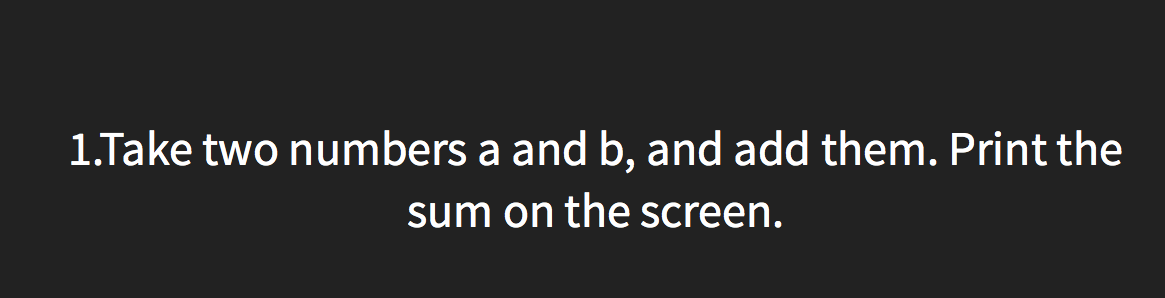 1.Take two numbers a and b, and add them. Print the
sum on the screen.